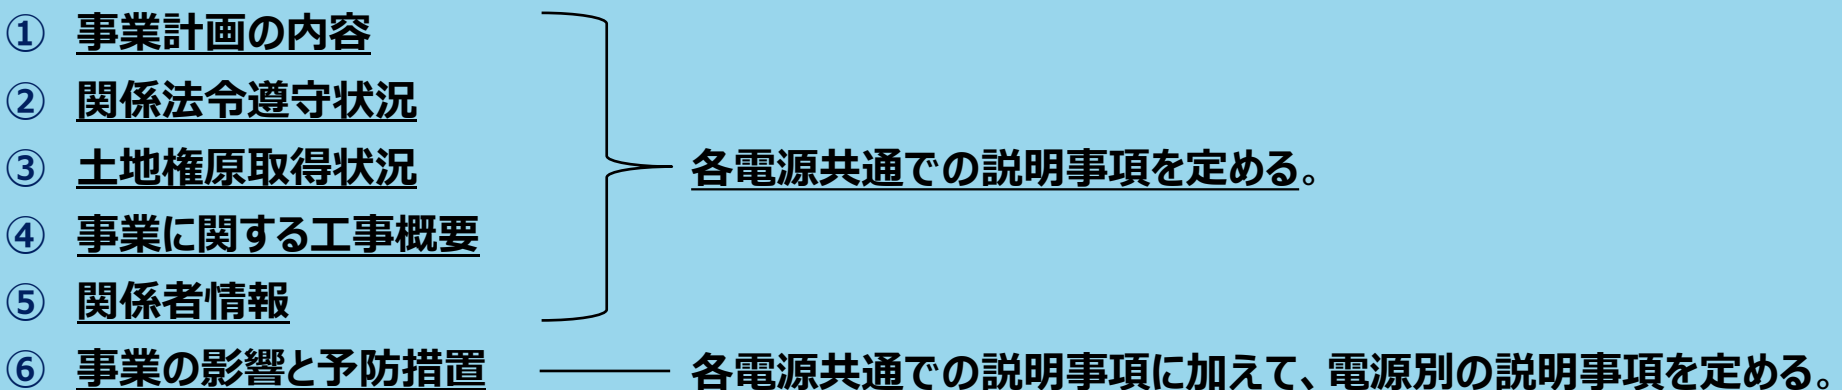 ① 事業計画の内容
② 関係法令遵守状況
③ 土地権原取得状況
各電源共通での説明事項を定める。
④ 事業に関する工事概要
⑤ 関係者情報
⑥ 事業の影響と予防措置
各電源共通での説明事項に加えて、電源別の説明事項を定める。